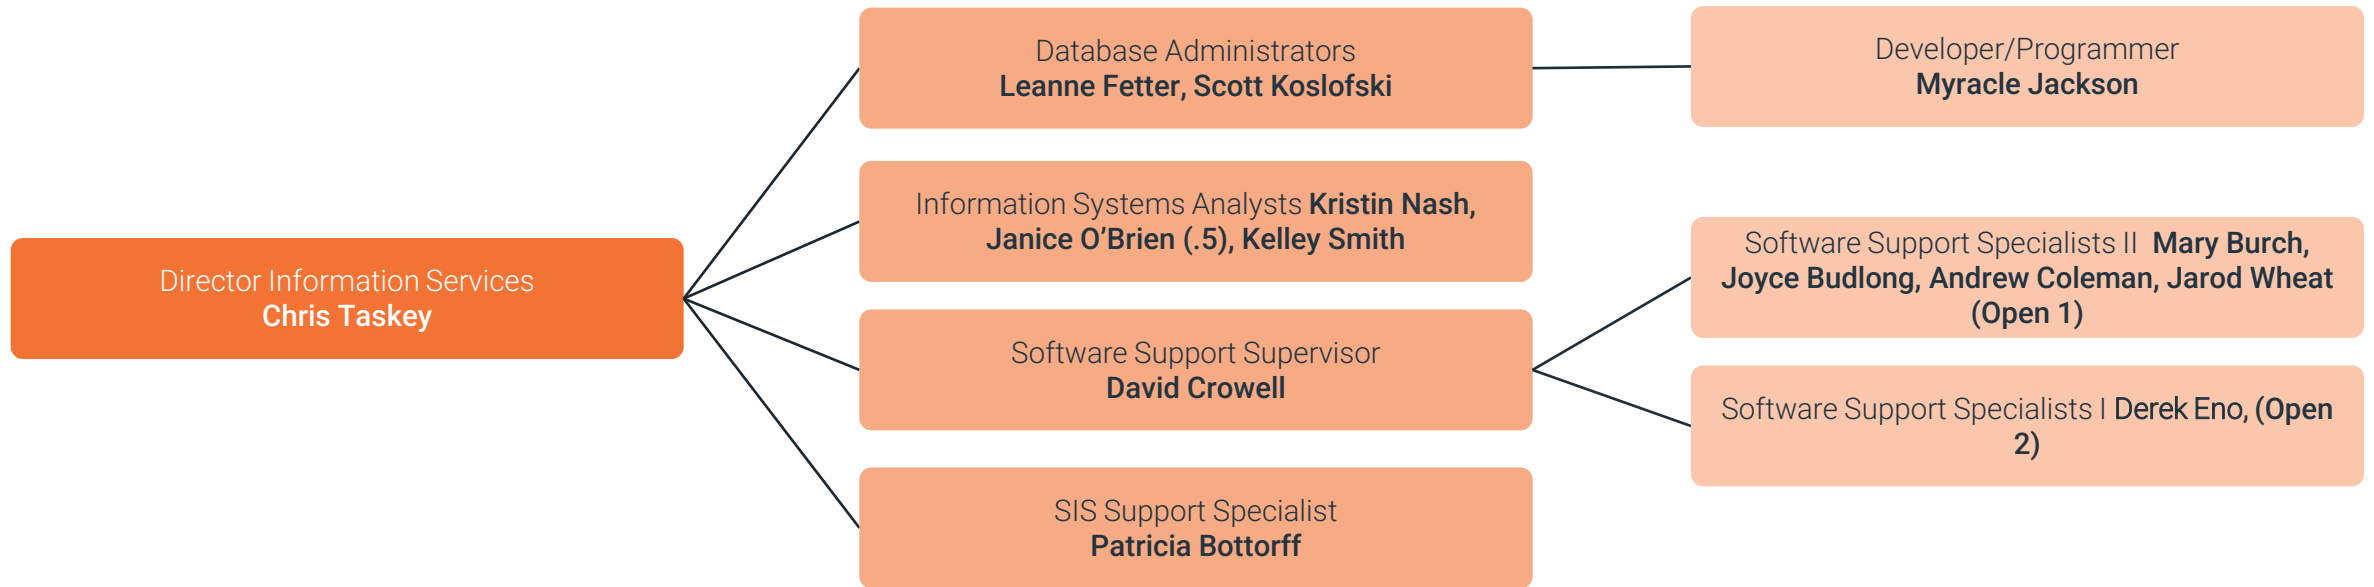 Director Information Services
Chris Taskey
Database Administrators
Leanne Fetter, Scott Koslofski
Information Systems Analysts Kristin Nash,
Janice O’Brien (.5), Kelley Smith
Software Support Supervisor
David Crowell
SIS Support Specialist
Patricia Bottorff
Developer/Programmer
Myracle Jackson
Software Support Specialists II Mary Burch,
Joyce Budlong, Andrew Coleman, Jarod Wheat
(Open 1)
Software Support Specialists I Derek Eno, (Open
2)